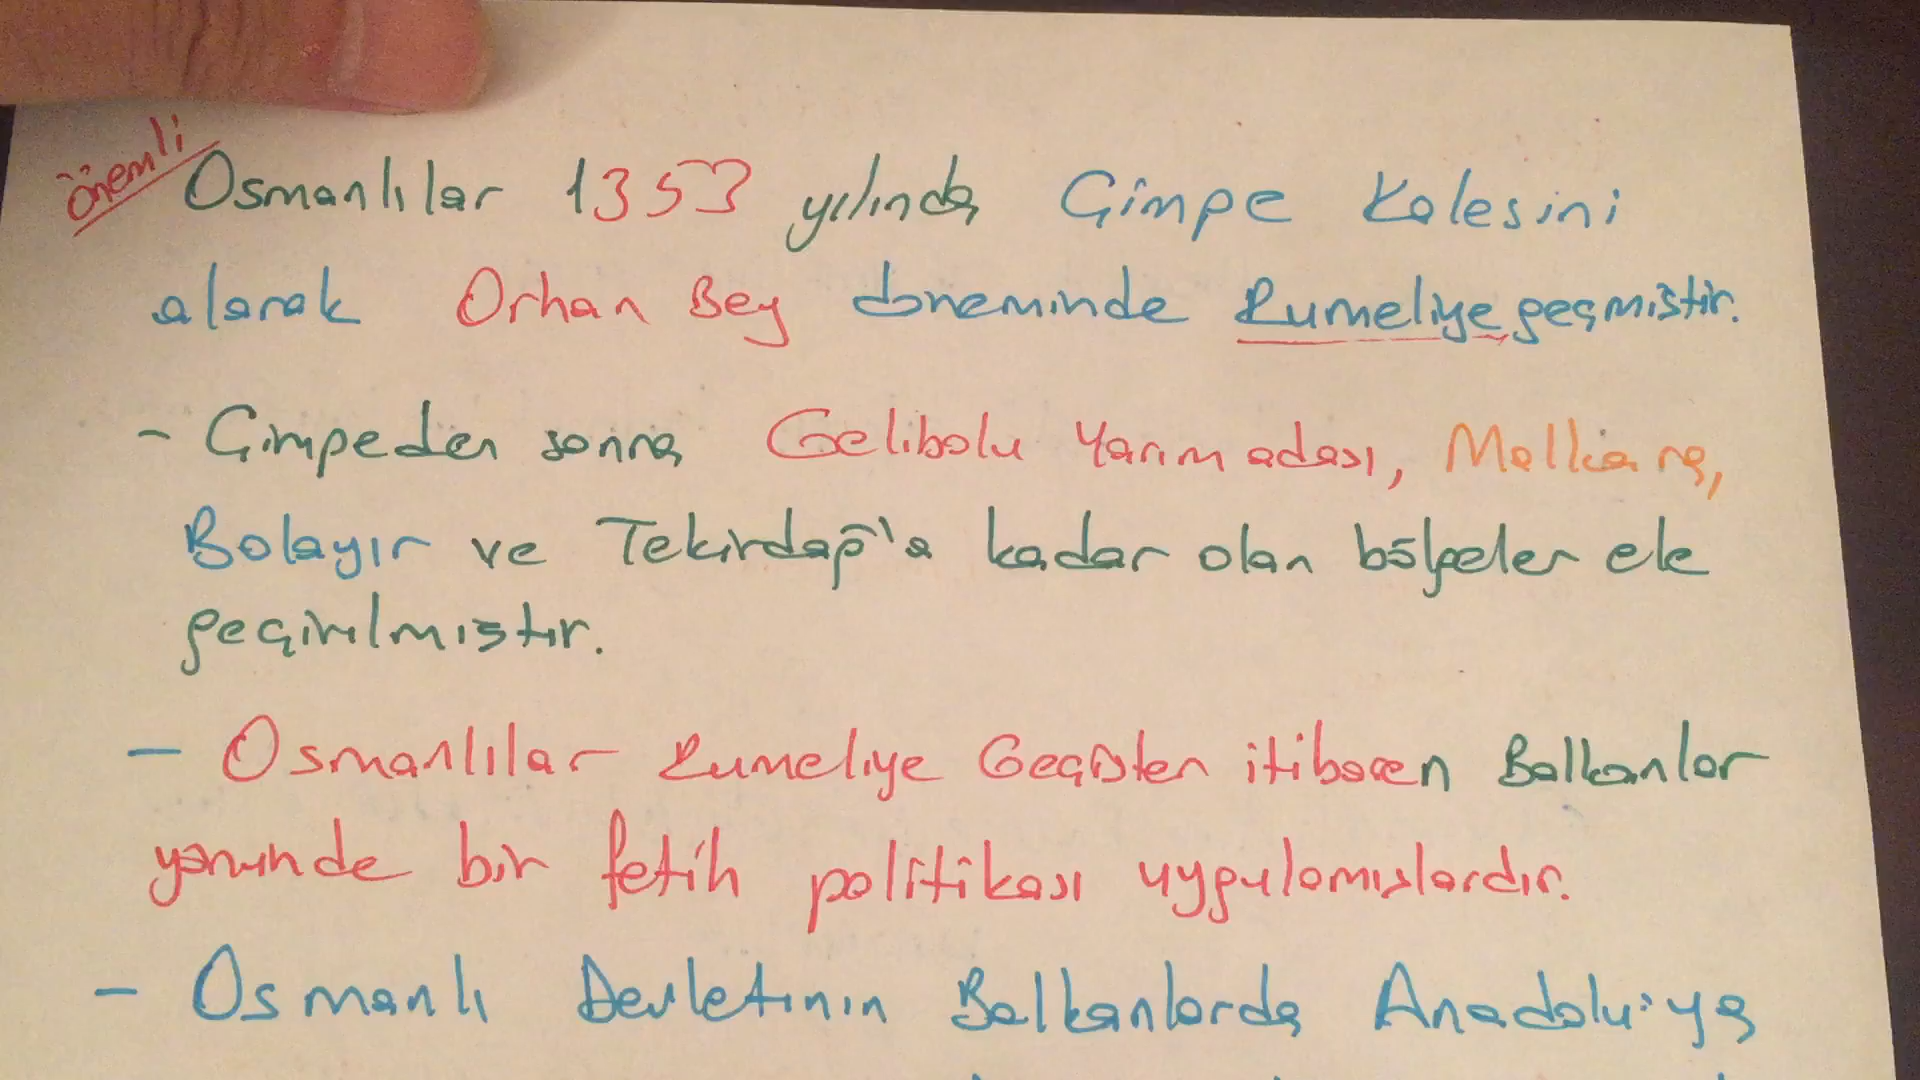 önemli
Osmanlılar 1353 yılında Çimpe Kalesini
alarak Orhan Bey döneminde Rumeliye geçmiştir.
- Çimpeden sonra Gelibolu Yarımadası, Malkara,
Bolayır ve Tekirdağ'a kadar olan bölgeler ele
geçirilmiştir.
- Osmanlılar Rumeliye Geçişten itibaren Balkanlar
yönünde bir fetih politikası uygulamışlardır.
- Osmanlı Devletinin Balkanlarda Anadolu'ya